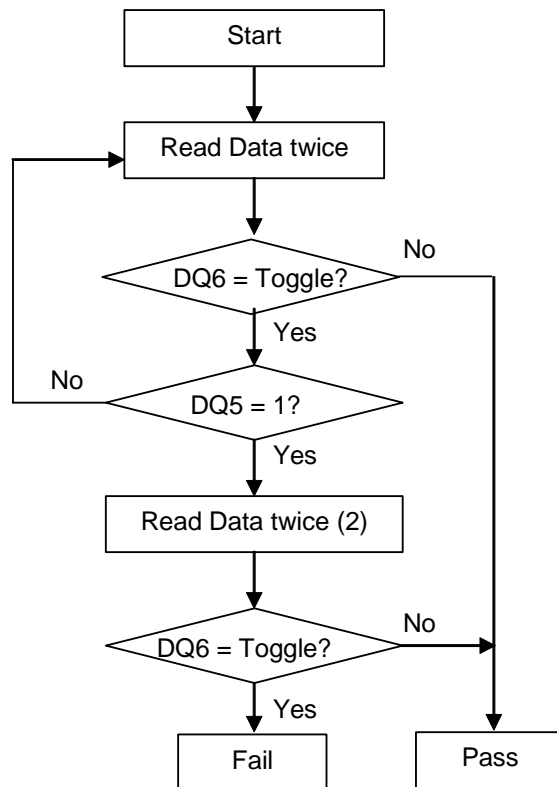 Start
Read Data twice
No
DQ6 = Toggle?
Yes
No
DQ5 = 1?
Yes
Read Data twice (2)
No
DQ6 = Toggle?
Yes
Fail
Pass